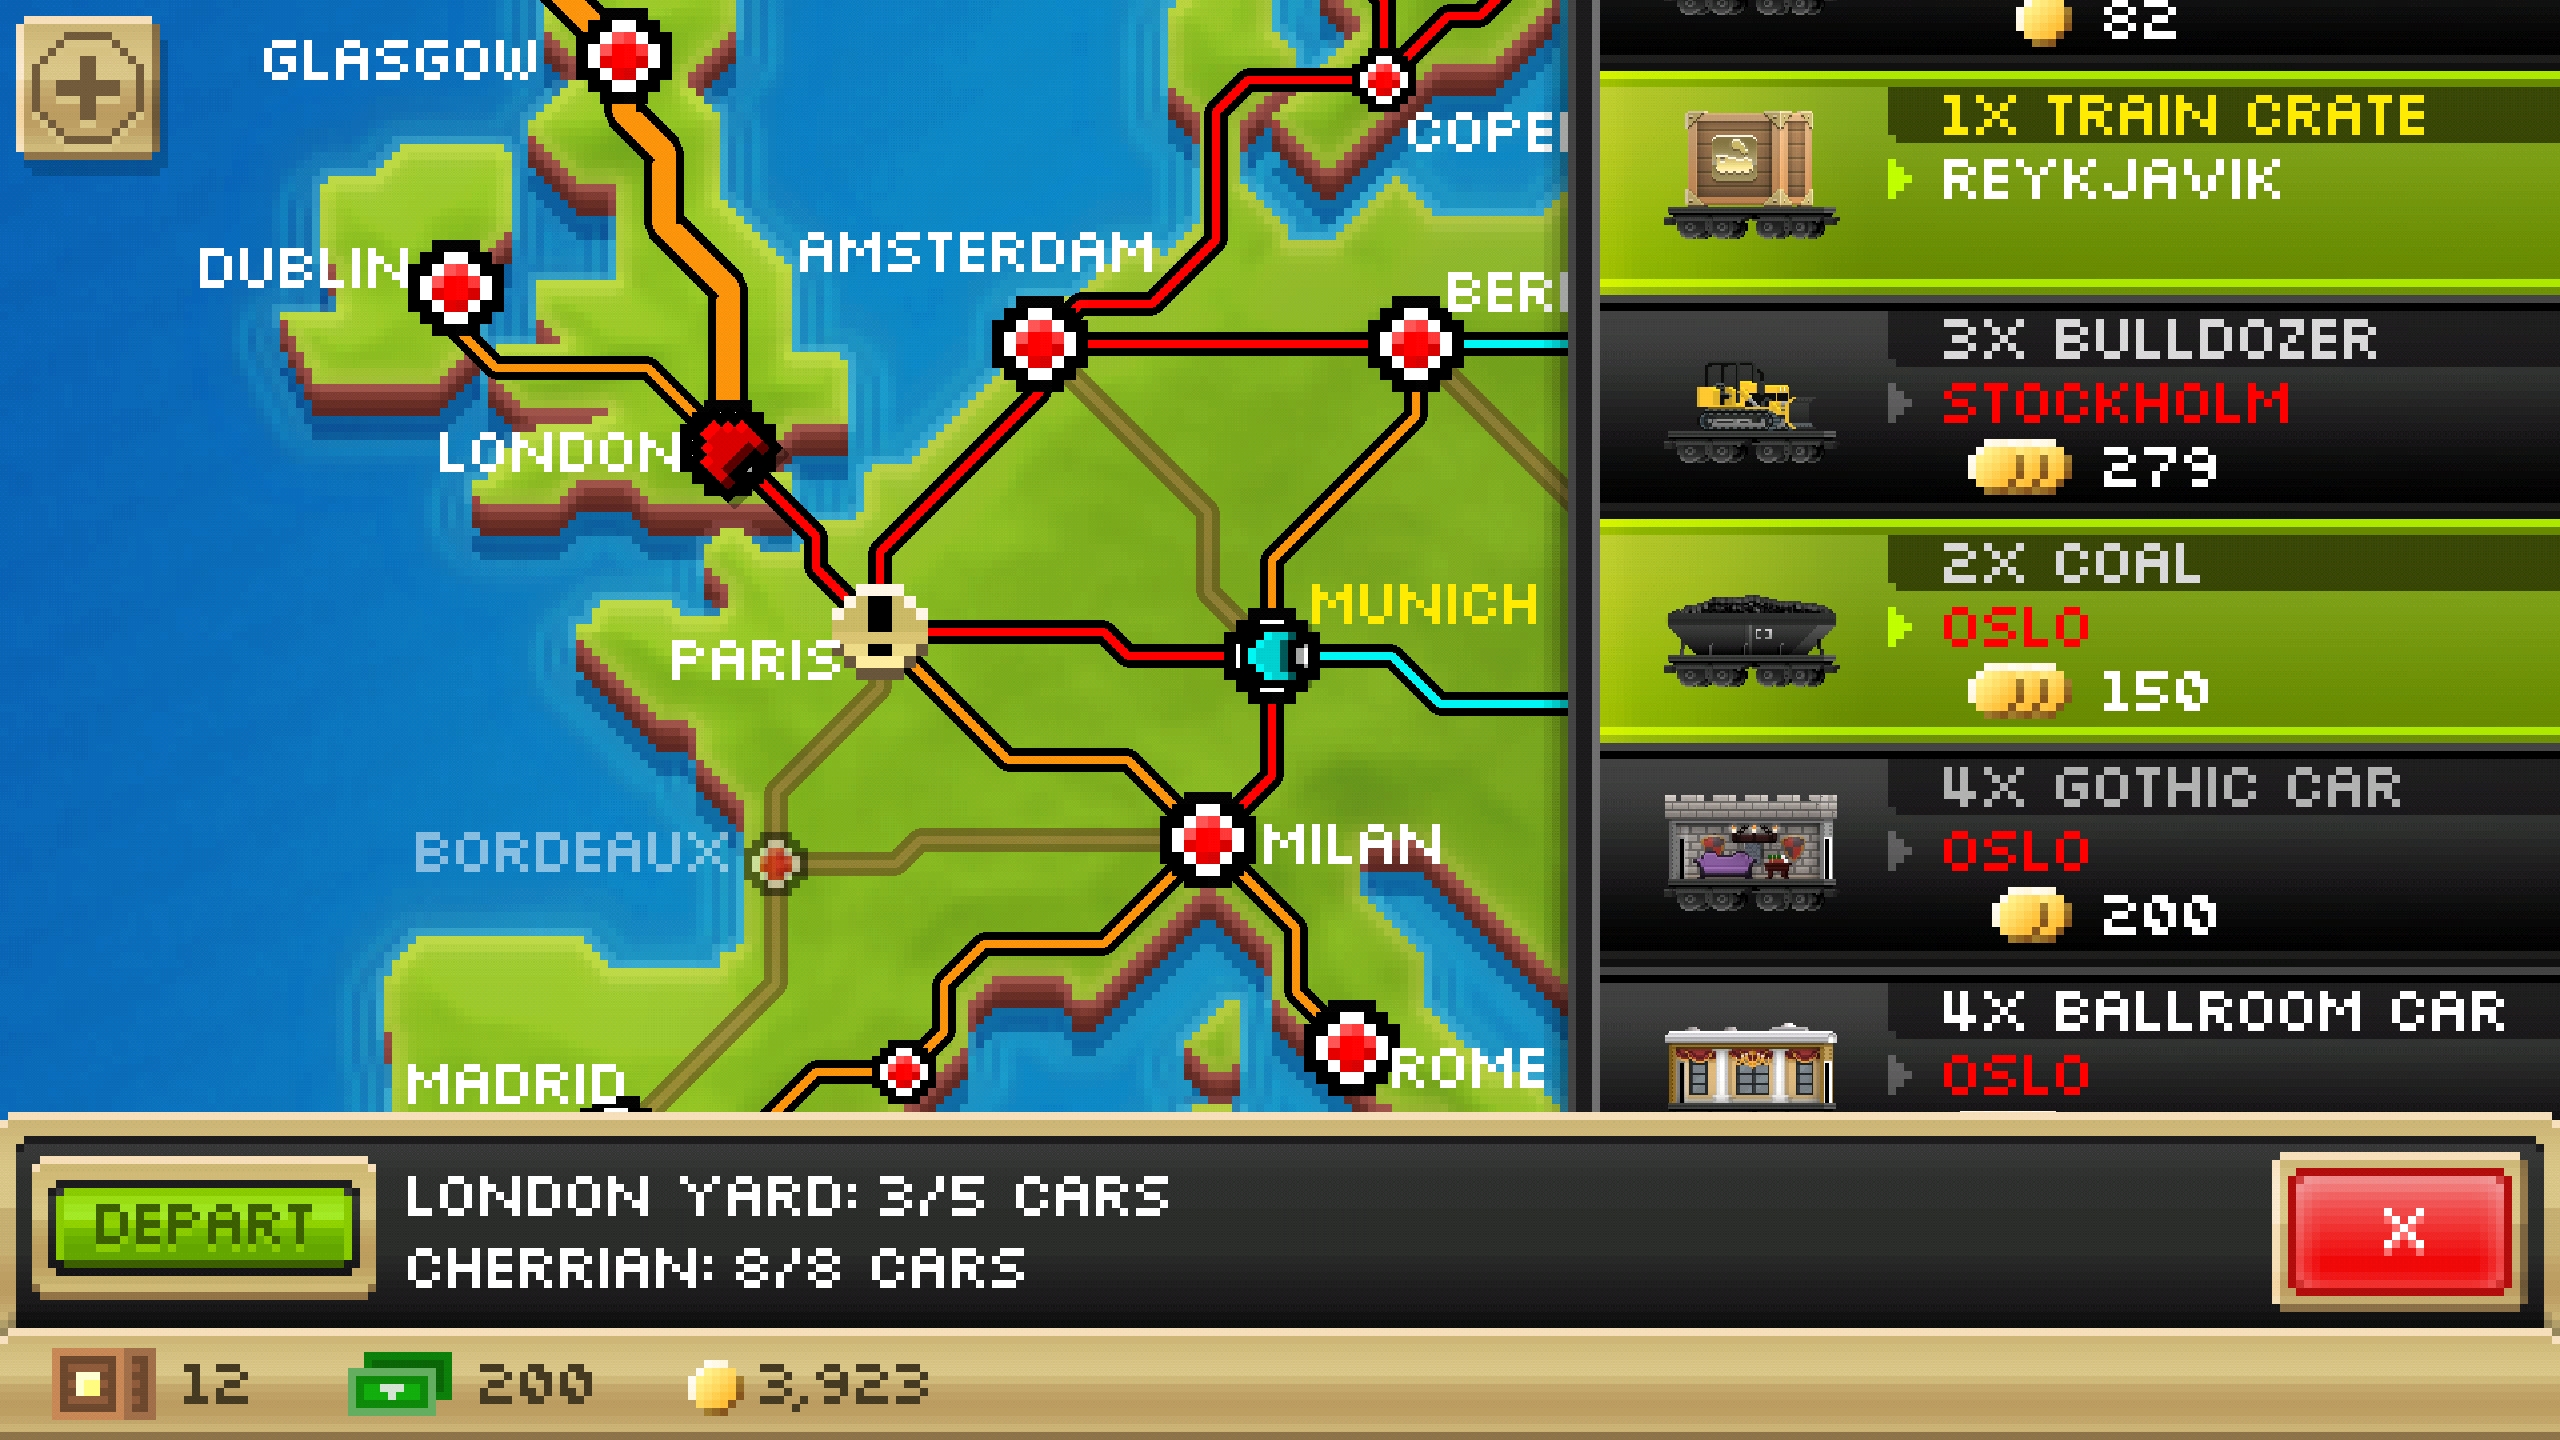 GLASGOW
DUBLIN
AMSTERDAM
COPE
BER
LONDON
PARIS
MUNICH
BORDEAUX
MILAN
MADRID
ROME
82
1X TRAIN CRATE
REYKJAVIK
3X BULLDOZER
STOCKHOLM
279
2X COAL
OSLO
150
4X GOTHIC CAR
OSLO
200
4X BALLROOM CAR
OSLO
DEPART
LONDON YARD: 3/5 CARS
CHERRIAN: 8/8 CARS
X
12
200
3,923